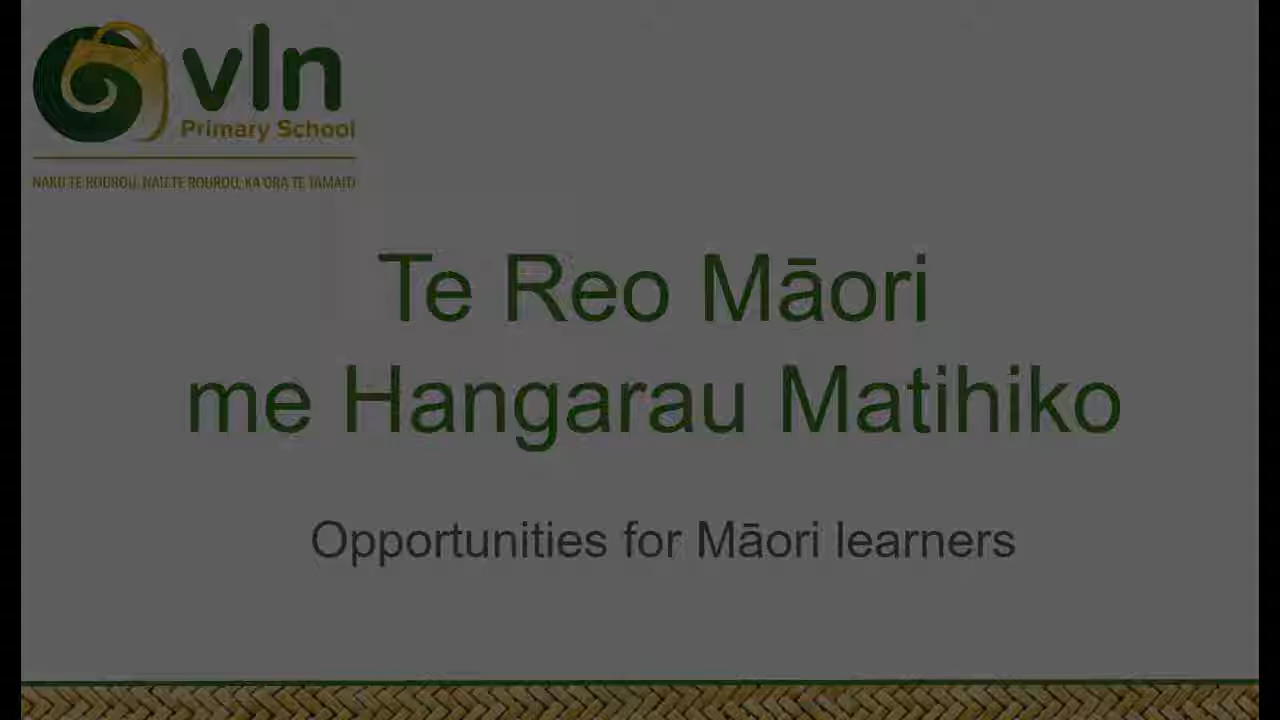 vln
Primary School
NAKU TE ROUROU, NAU TE ROUROU, KA ORA TE TAMAITI
Te Reo Māori
me Hangarau Matihiko
Opportunities for Māori learners